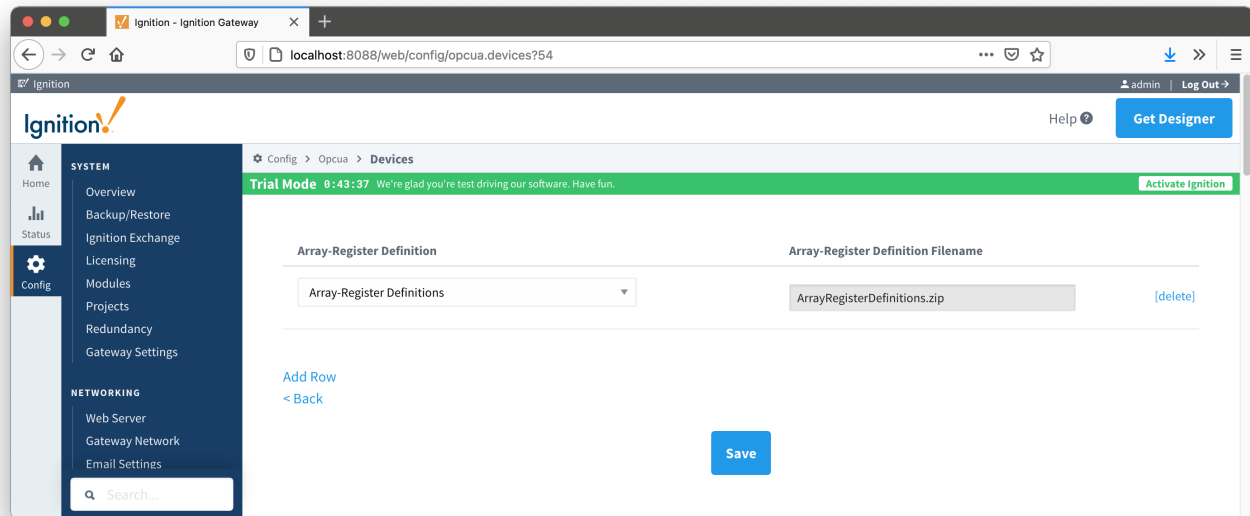 Ignition - Ignition Gateway
localhost:8088/web/config/opcua.devices?54
Ignition
admin | Log Out
Ignition!
Help
Get Designer
Home
Status
Config
SYSTEM
Overview
Backup/Restore
Ignition Exchange
Licensing
Modules
Projects
Redundancy
Gateway Settings
NETWORKING
Web Server
Gateway Network
Email Settings
Search...
Config > Opcua > Devices
Trial Mode 0:43:37 We're glad you're test driving our software. Have fun.
Activate Ignition
Array-Register Definition
Array-Register Definition Filename
Array-Register Definitions
ArrayRegisterDefinitions.zip
[delete]
Add Row
< Back
Save